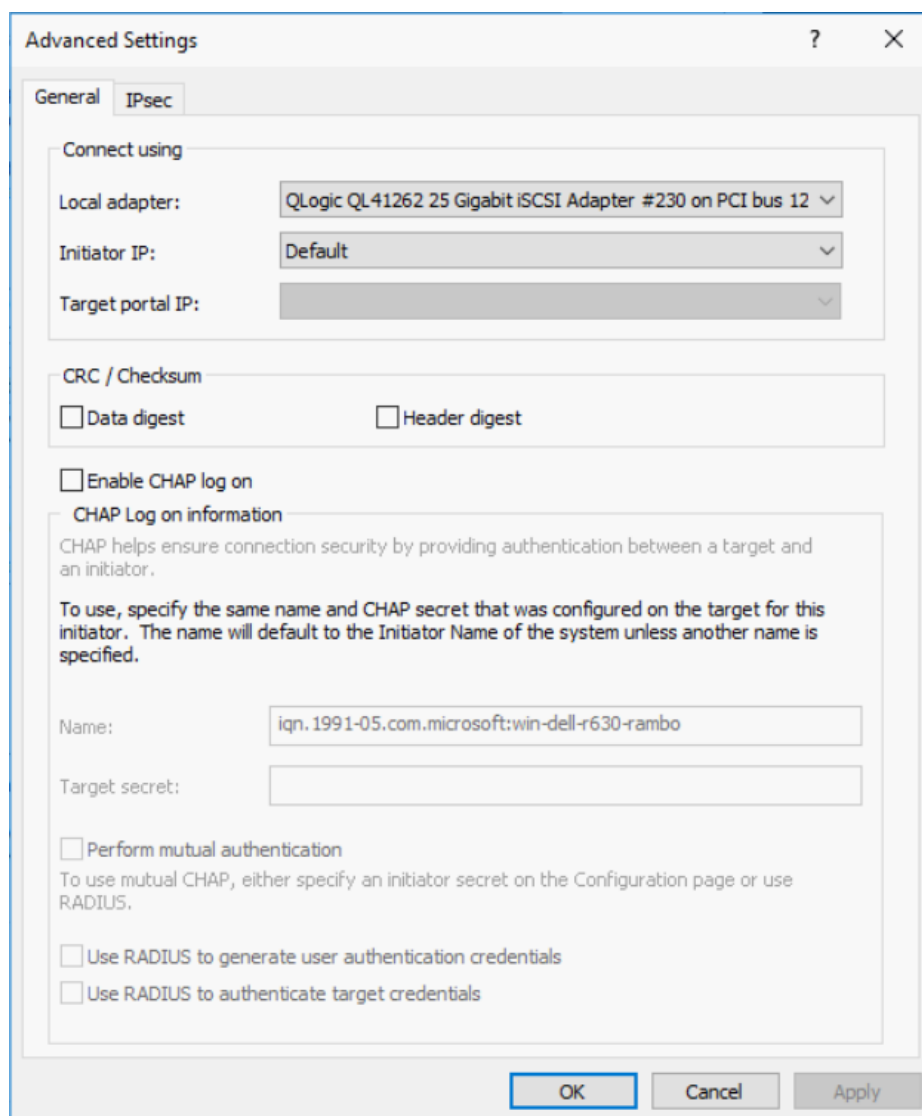 Advanced Settings
?
General
IPsec
Connect using
Local adapter:
QLogic QL41262 25 Gigabit iSCSI Adapter #230 on PCI bus 12
Initiator IP:
Default
Target portal IP:
CRC / Checksum
Data digest
Header digest
Enable CHAP log on
CHAP Log on information
CHAP helps ensure connection security by providing authentication between a target and
an initiator.
To use, specify the same name and CHAP secret that was configured on the target for this
initiator. The name will default to the Initiator Name of the system unless another name is
specified.
Name:
iqn.1991-05.com.microsoft:win-dell-r630-rambo
Target secret:
Perform mutual authentication
To use mutual CHAP, either specify an initiator secret on the Configuration page or use
RADIUS.
Use RADIUS to generate user authentication credentials
Use RADIUS to authenticate target credentials
OK
Cancel
Apply